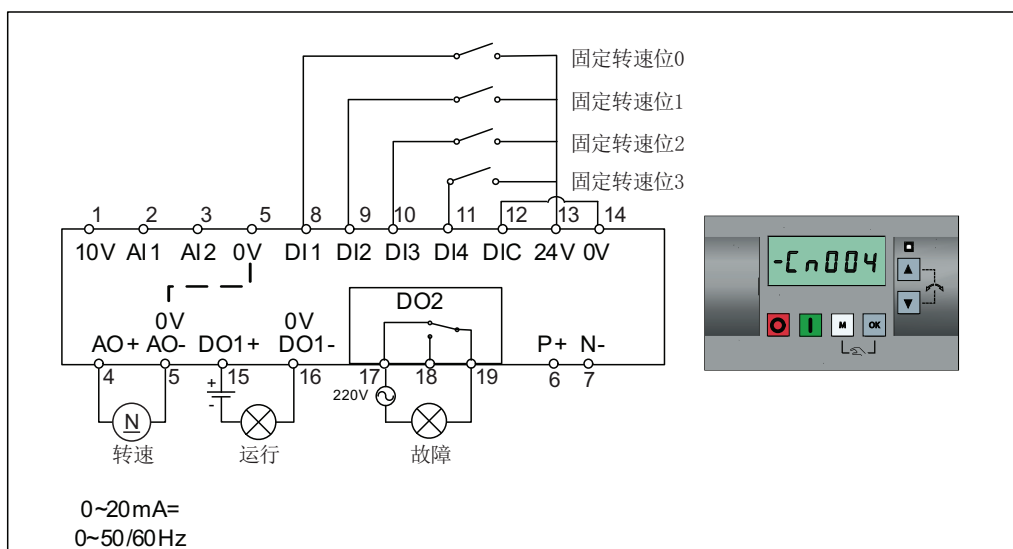 固定转速位0
固定转速位1
固定转速位2
固定转速位3
1 2 3 5 8 9 10 11 12 13 14
10V AI1 AI2 0V DI1 DI2 DI3 DI4 DIC 24V 0V
-Cn004
M OK
DO2
0V 0V
AO+ AO- DO1+ DO1- P+ N-
4 5 15 16 17 18 19 6 7
+
-
220V
N
转速 运行 故障
0~20mA=
0~50/60Hz